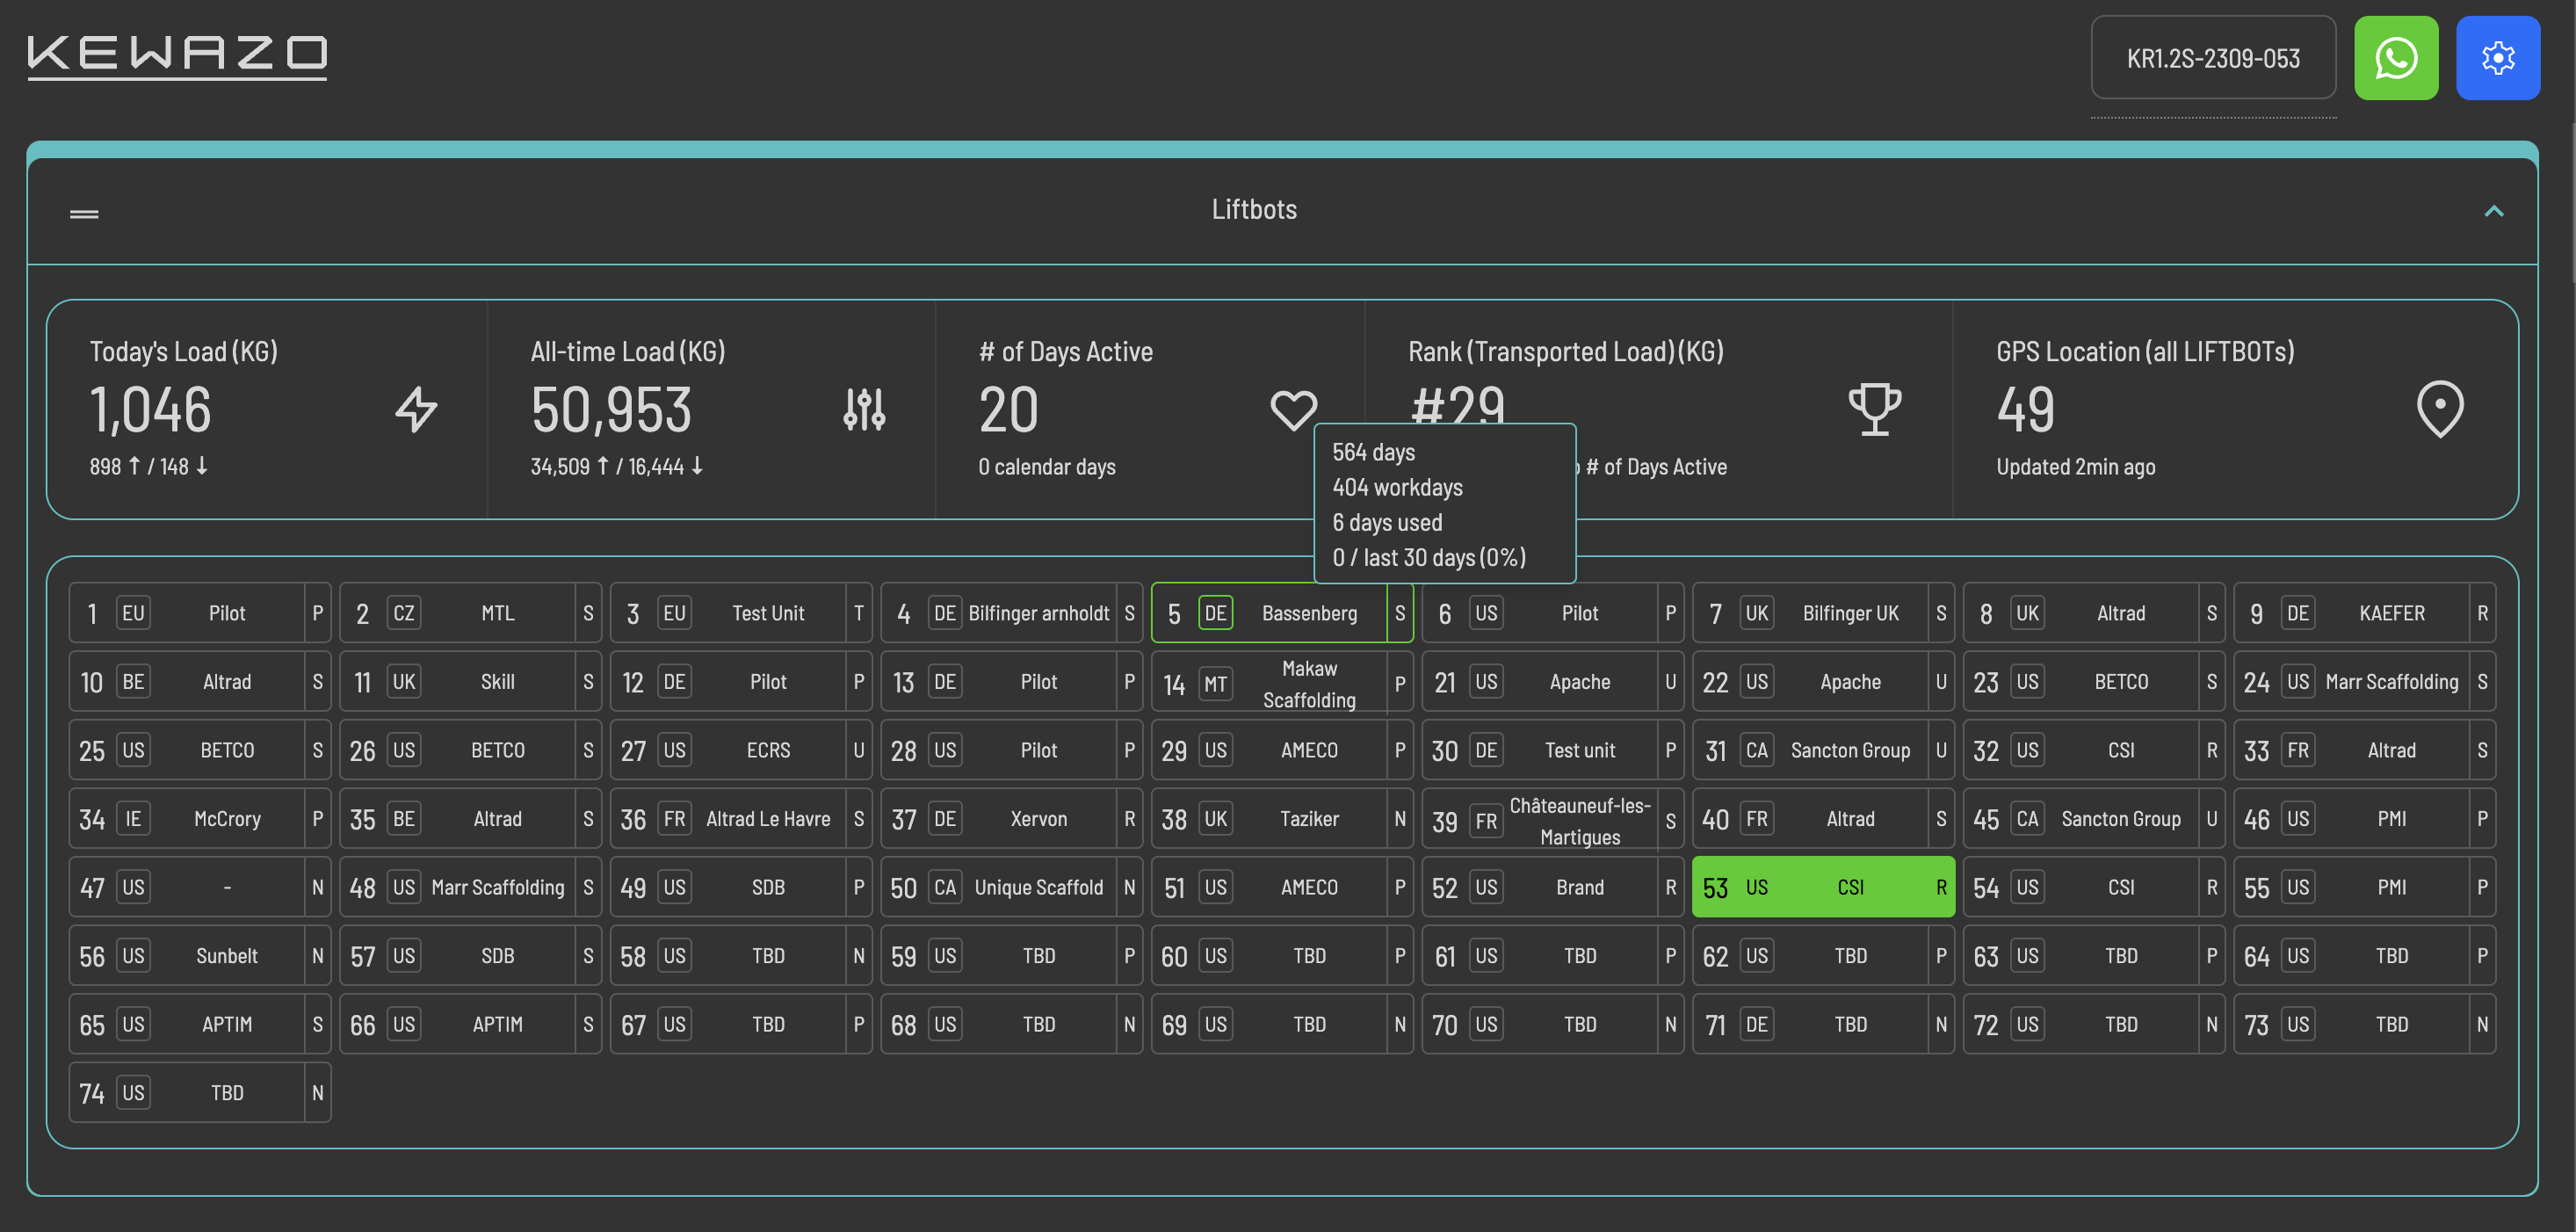 KEWAZO
KR1.2S-2309-053
Liftbots
Today's Load (KG)
1,046
898 ↑ / 148 ↓
All-time Load (KG)
50,953
34,509 ↑ / 16,444 ↓
# of Days Active
20
0 calendar days
Rank (Transported Load) (KG)
#29
# of Days Active
GPS Location (all LIFTBOTs)
49
Updated 2min ago
564 days
404 workdays
6 days used
0 / last 30 days (0%)
1 EU Pilot P
2 CZ MTL S
3 EU Test Unit T
4 DE Bilfinger arnholdt S
5 DE Bassenberg S
6 US Pilot P
7 UK Bilfinger UK S
8 UK Altrad S
9 DE KAEFER R
10 BE Altrad S
11 UK Skill S
12 DE Pilot P
13 DE Pilot P
14 MT Makaw Scaffolding P
21 US Apache U
22 US Apache U
23 US BETCO S
24 US Marr Scaffolding S
25 US BETCO S
26 US BETCO S
27 US ECRS U
28 US Pilot P
29 US AMECO P
30 DE Test unit P
31 CA Sancton Group U
32 US CSI R
33 FR Altrad S
34 IE McCrory P
35 BE Altrad S
36 FR Altrad Le Havre S
37 DE Xervon R
38 UK Taziker N
39 FR Châteauneuf-les-Martigues S
40 FR Altrad S
45 CA Sancton Group U
46 US PMI P
47 US - N
48 US Marr Scaffolding S
49 US SDB P
50 CA Unique Scaffold N
51 US AMECO P
52 US Brand R
53 US CSI R
54 US CSI R
55 US PMI P
56 US Sunbelt N
57 US SDB S
58 US TBD N
59 US TBD P
60 US TBD P
61 US TBD P
62 US TBD P
63 US TBD P
64 US TBD P
65 US APTIM S
66 US APTIM S
67 US TBD P
68 US TBD N
69 US TBD N
70 US TBD N
71 DE TBD N
72 US TBD N
73 US TBD N
74 US TBD N